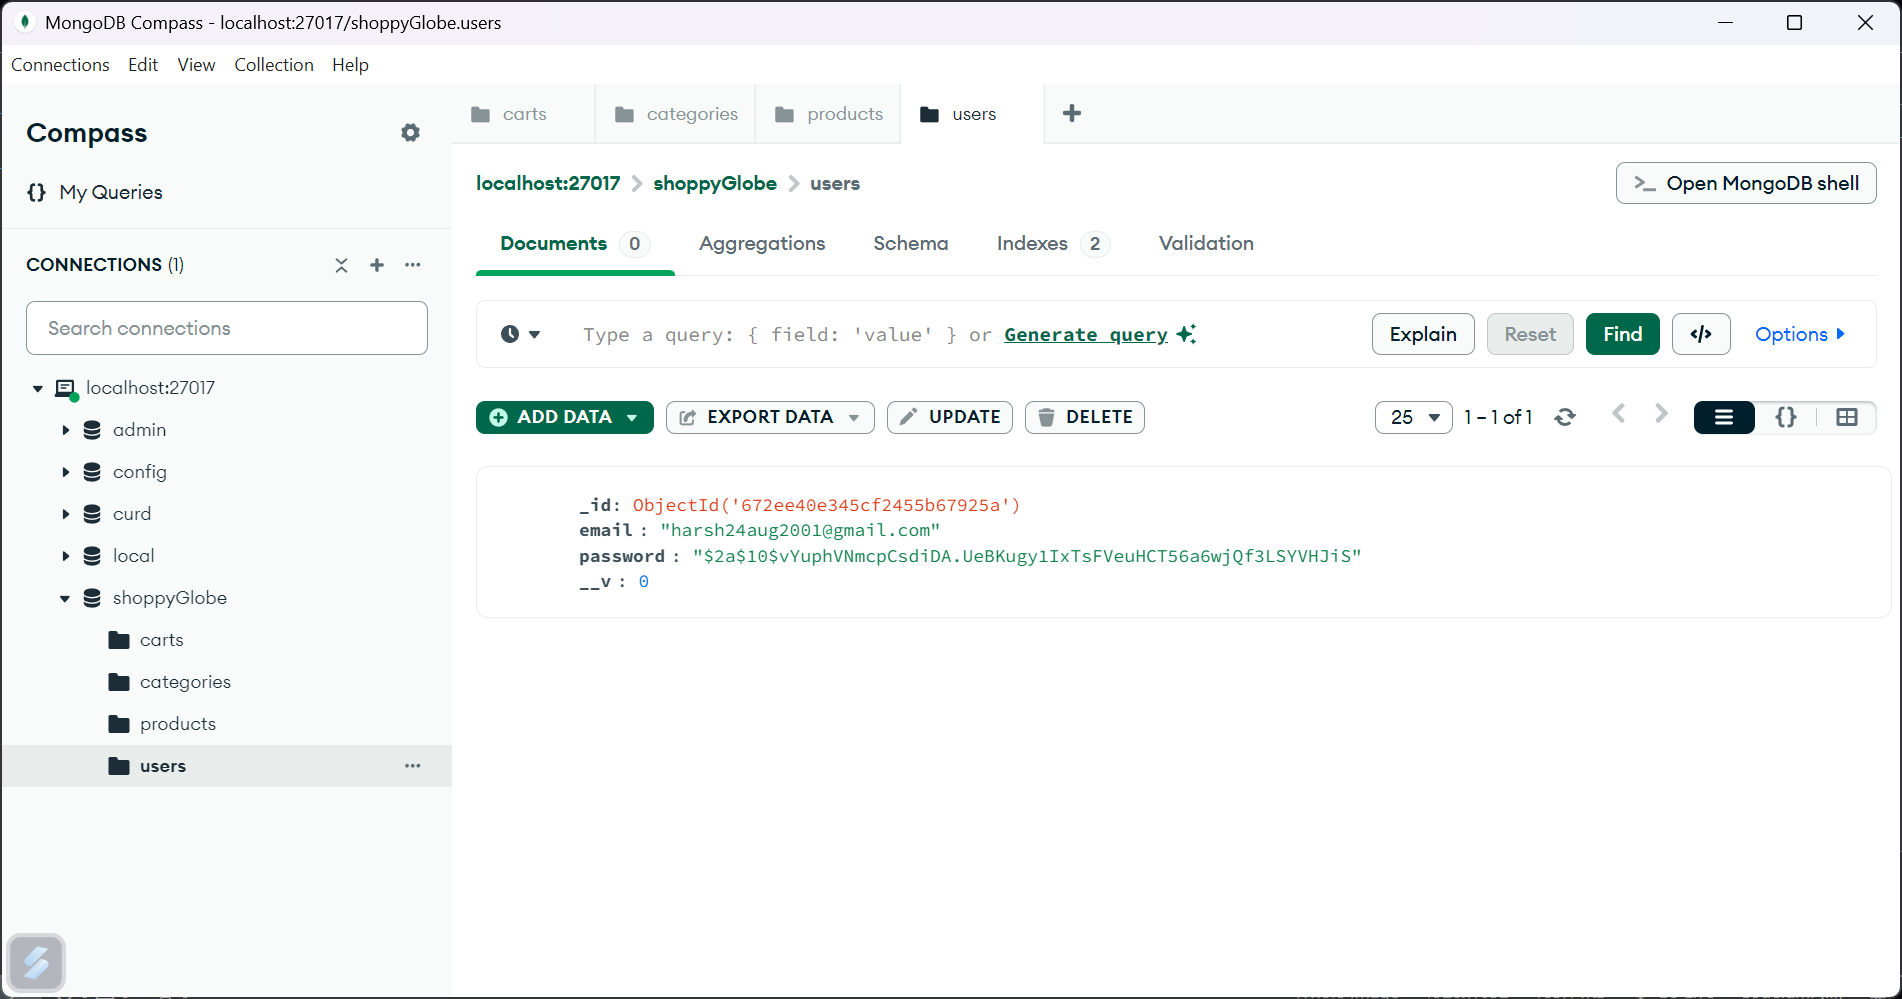 MongoDB Compass - localhost:27017/shoppyGlobe.users
Connections Edit View Collection Help
Compass
My Queries
CONNECTIONS (1)
Search connections
localhost:27017
admin
config
curd
local
shoppyGlobe
carts
categories
products
users
carts categories products users
localhost:27017 shoppyGlobe users
>_ Open MongoDB shell
Documents 0 Aggregations Schema Indexes 2 Validation
Type a query: { field: 'value' } or Generate query
Explain Reset Find </> Options
ADD DATA EXPORT DATA UPDATE DELETE
25 1 – 1 of 1 {}
_id: ObjectId('672ee40e345cf2455b67925a')
email : "harsh24aug2001@gmail.com"
password : "$2a$10$vYuphVNmcpCsdiDA.UeBKugy1IxTsFVeuHCT56a6wjQf3LSYVHJiS"
__v : 0